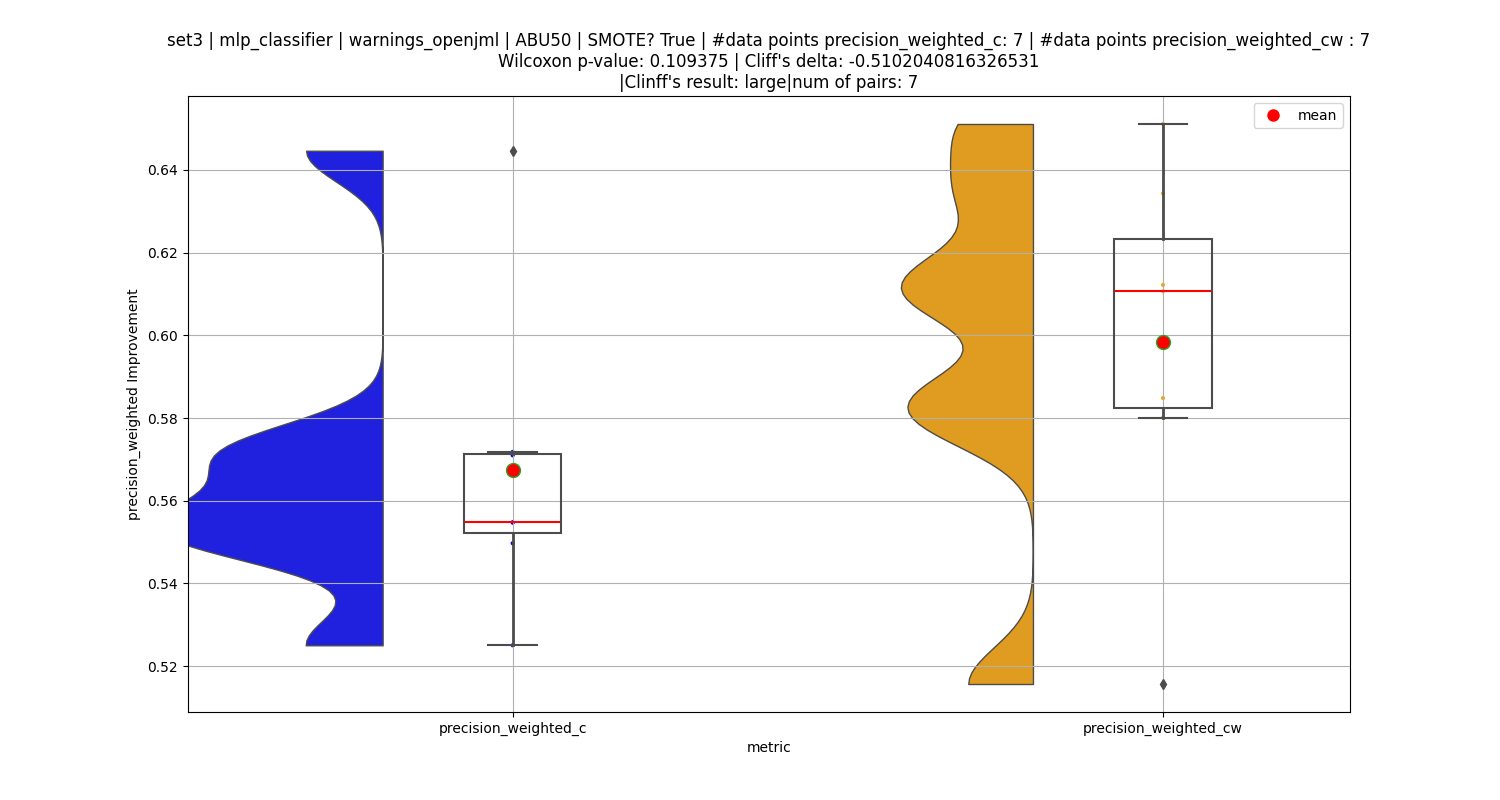 set3 | mlp_classifier | warnings_openjml | ABU50 | SMOTE? True | #data points precision_weighted_c: 7 | #data points precision_weighted_cw : 7
Wilcoxon p-value: 0.109375 | Cliff's delta: -0.5102040816326531
|Clinff's result: large|num of pairs: 7
mean
precision_weighted Improvement
0.64
0.62
0.60
0.58
0.56
0.54
0.52
precision_weighted_c
precision_weighted_cw
metric